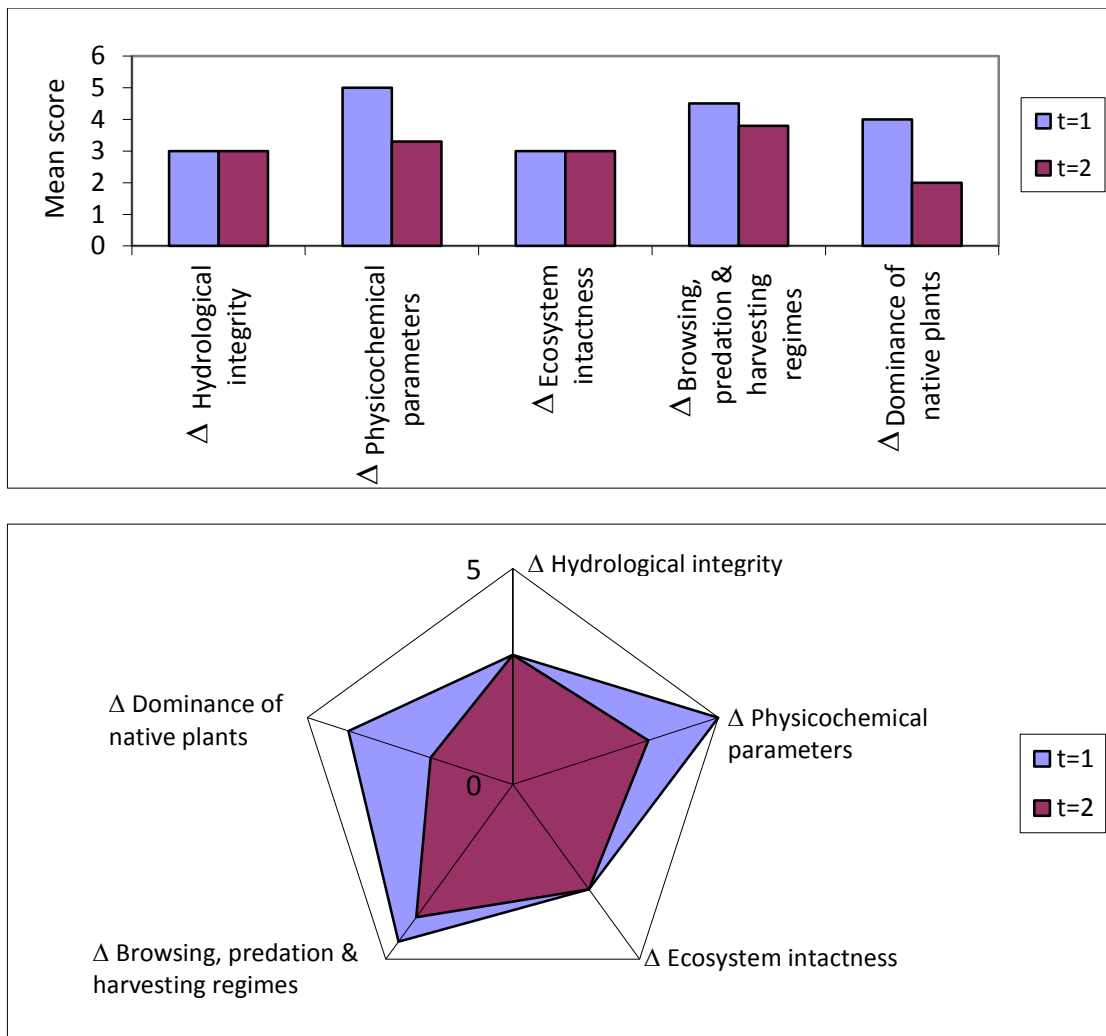 6
5
4
3
2
1
0
Mean score
Δ Hydrological
integrity
Δ Physicochemical
parameters
Δ Ecosystem
intactness
Δ Browsing,
predation &
harvesting
regimes
Δ Dominance of
native plants
t=1
t=2
5
0
Δ Hydrological integrity
Δ Physicochemical
parameters
Δ Ecosystem intactness
Δ Browsing, predation &
harvesting regimes
Δ Dominance of
native plants
t=1
t=2